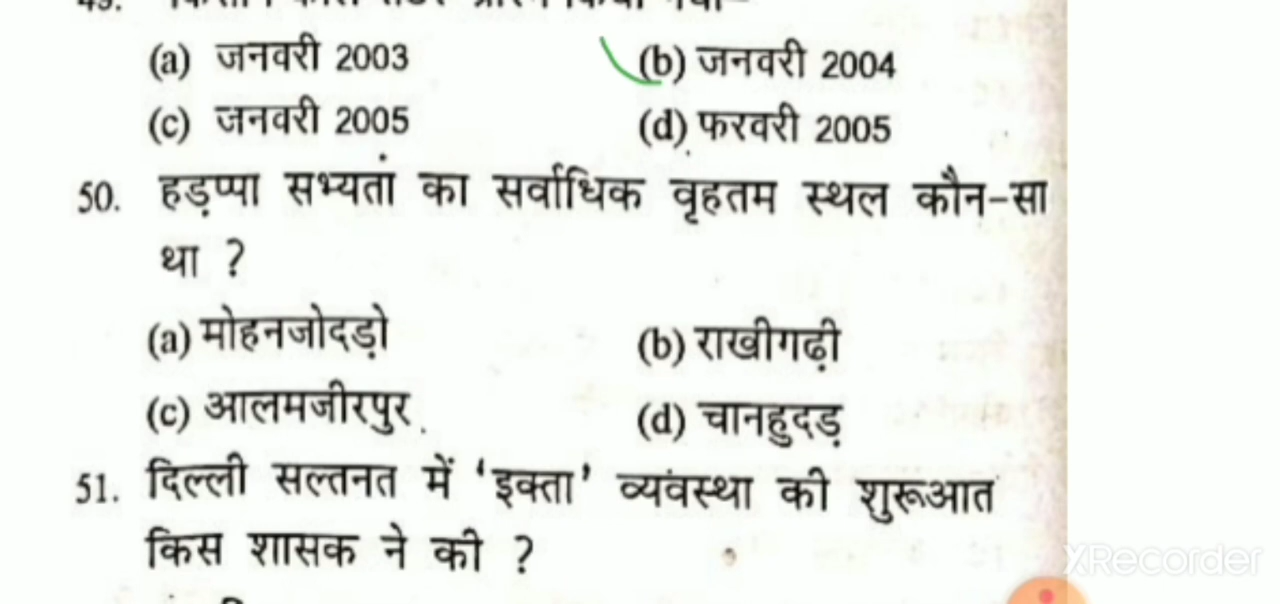 (a) जनवरी 2003 (b) जनवरी 2004
(c) जनवरी 2005 (d) फरवरी 2005
50. हड़प्पा सभ्यतां का सर्वाधिक वृहतम स्थल कौन-सा
था ?
(a) मोहनजोदड़ो (b) राखीगढ़ी
(c) आलमजीरपुर (d) चानहुदड़
51. दिल्ली सल्तनत में ‘इक्ता’ व्यवंस्था की शुरूआत
किस शासक ने की ?
XRecorder